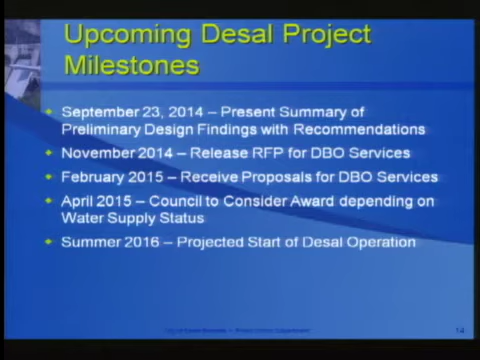 Upcoming Desal Project
Milestones
September 23, 2014 – Present Summary of
Preliminary Design Findings with Recommendations
November 2014 – Release RFP for DBO Services
February 2015 – Receive Proposals for DBO Services
April 2015 – Council to Consider Award depending on
Water Supply Status
Summer 2016 – Projected Start of Desal Operation
14